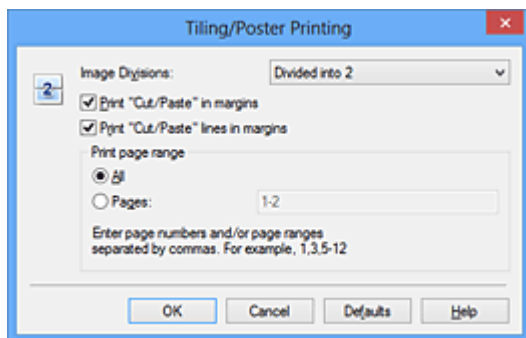 Tiling/Poster Printing
Image Divisions: Divided into 2
2
Print "Cut/Paste" in margins
Print "Cut/Paste" lines in margins
Print page range
All
Pages: 1-2
Enter page numbers and/or page ranges
separated by commas. For example, 1,3,5-12
OK Cancel Defaults Help